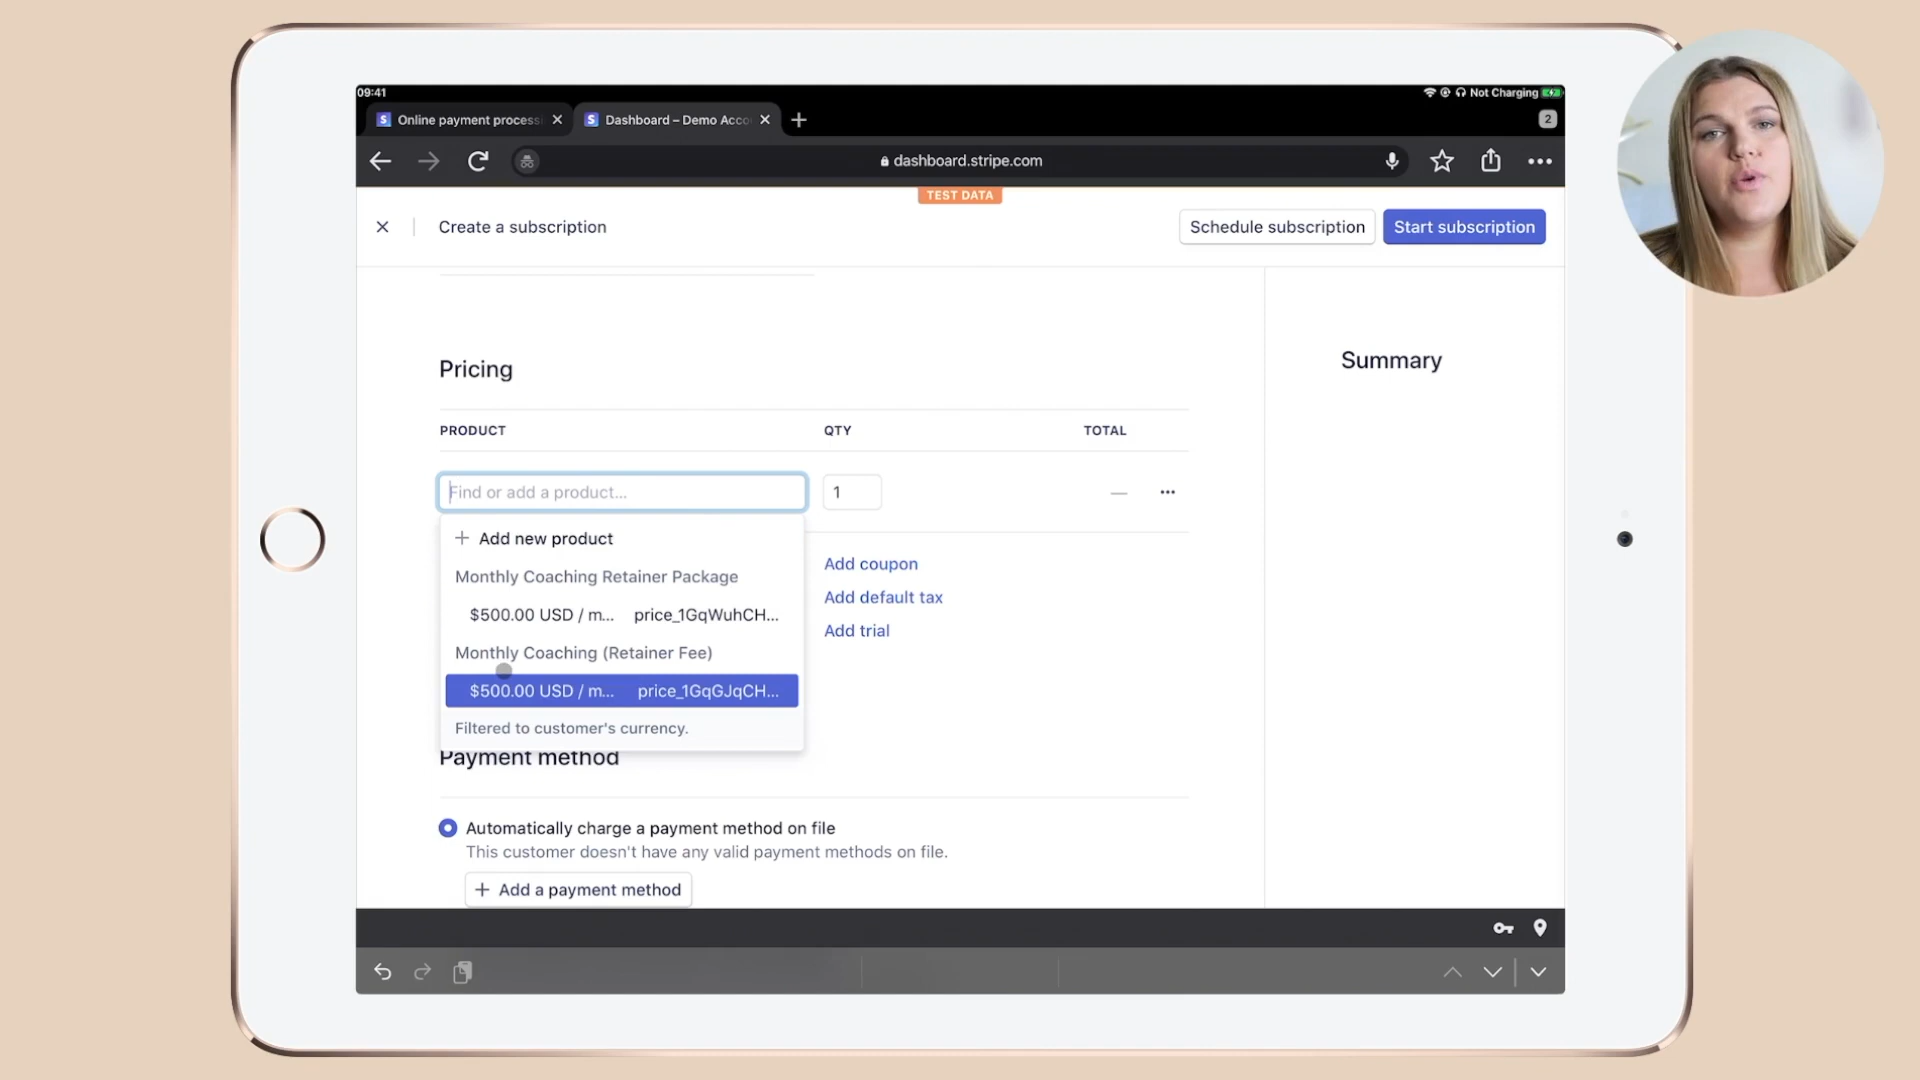 09:41
Not Charging
Online payment process
Dashboard – Demo Acco
2
dashboard.stripe.com
TEST DATA
Create a subscription
Schedule subscription
Start subscription
Pricing
Summary
PRODUCT QTY TOTAL
Find or add a product...
1
—
Add new product
Monthly Coaching Retainer Package
$500.00 USD / m... price_1GqWuhCH...
Monthly Coaching (Retainer Fee)
$500.00 USD / m... price_1GqGJqCH...
Filtered to customer's currency.
Add coupon
Add default tax
Add trial
Payment method
Automatically charge a payment method on file
This customer doesn't have any valid payment methods on file.
Add a payment method